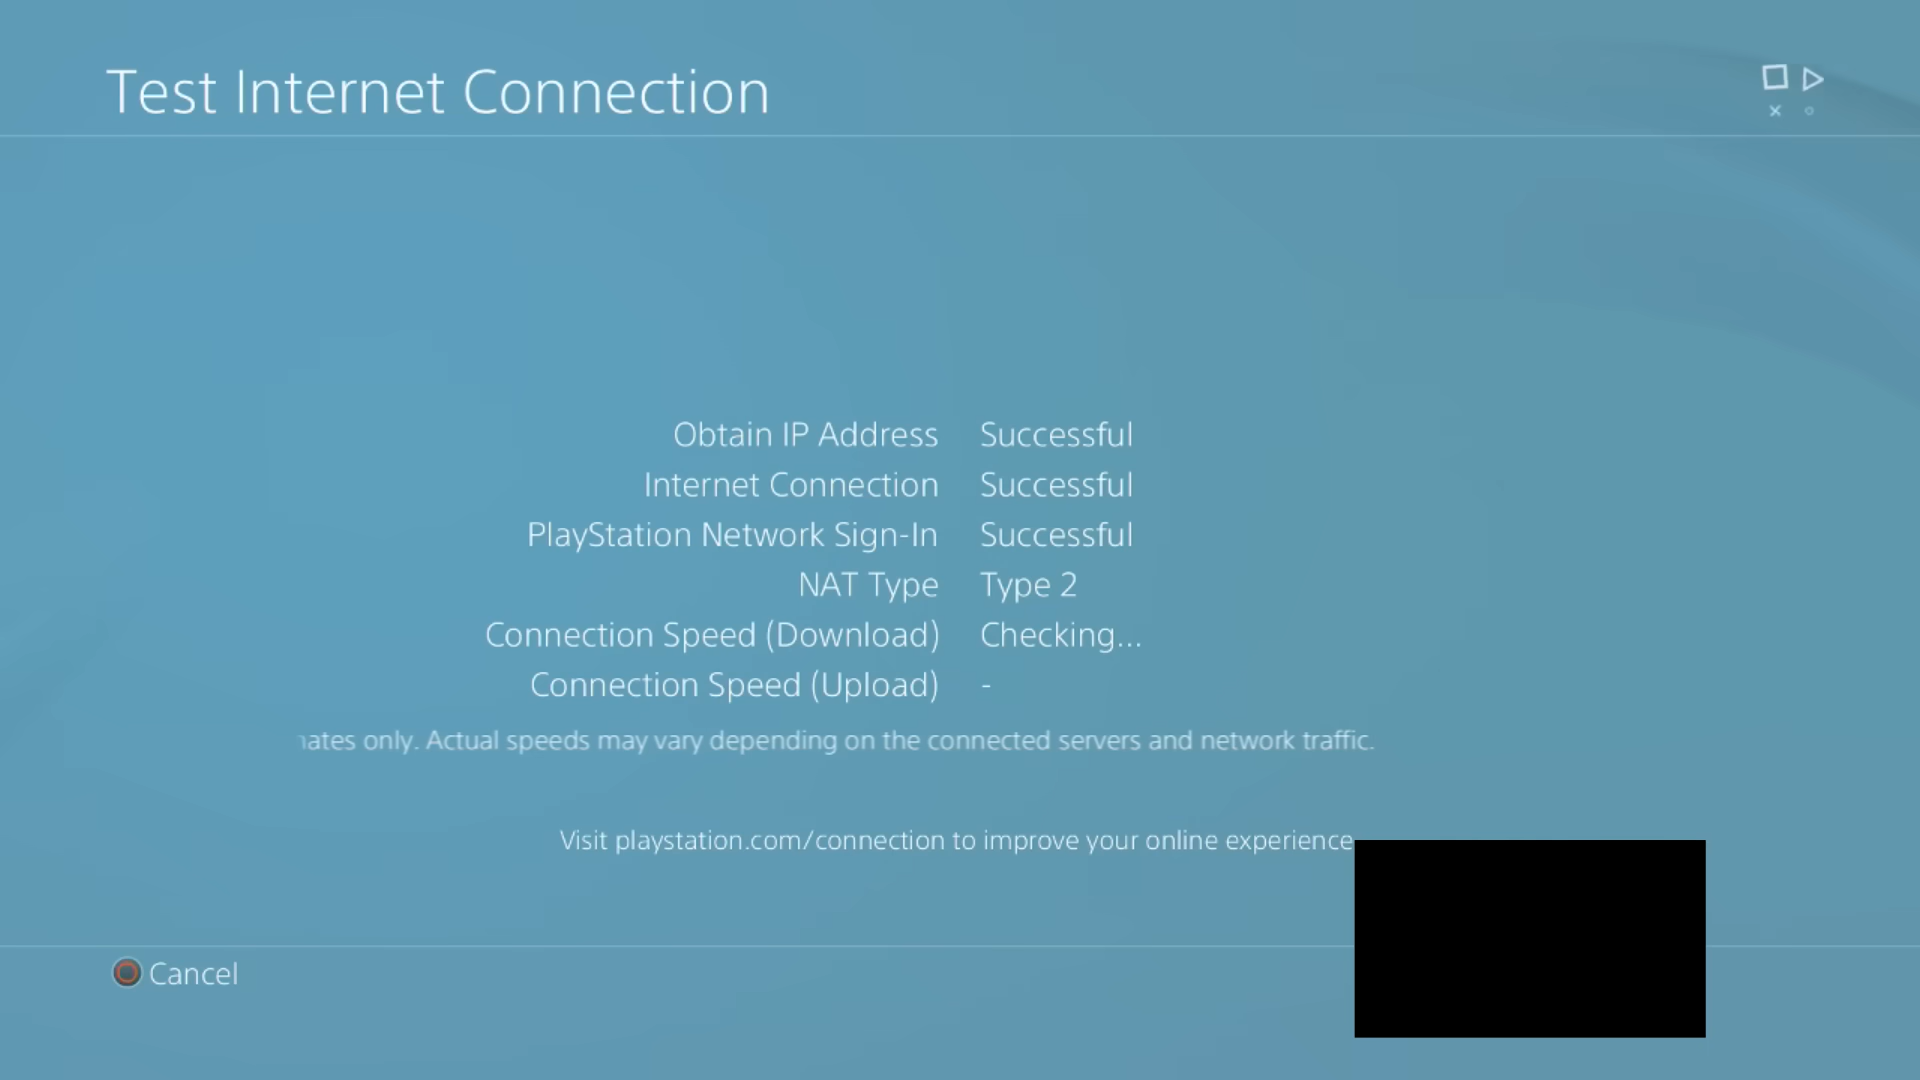 Test Internet Connection
Obtain IP Address Successful
Internet Connection Successful
PlayStation Network Sign-In Successful
NAT Type Type 2
Connection Speed (Download) Checking...
Connection Speed (Upload) -
only. Actual speeds may vary depending on the connected servers and network traffic.
Visit playstation.com/connection to improve your online experience
Cancel